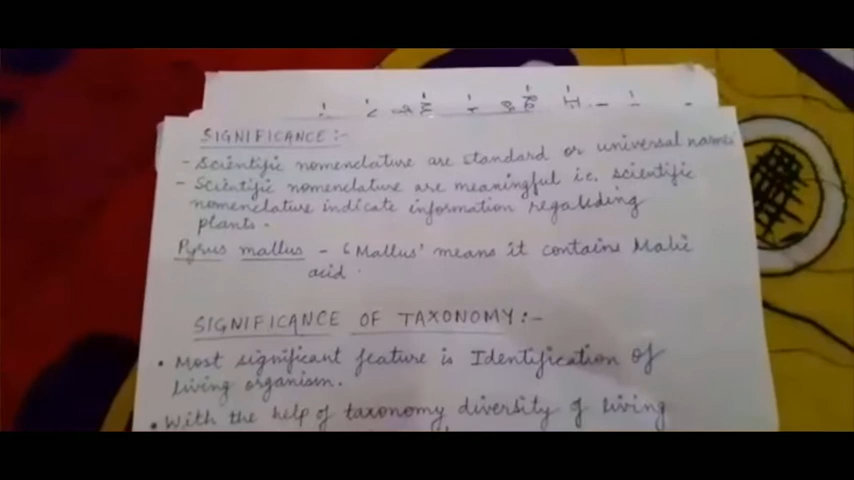 SIGNIFICANCE :-
- Scientific nomenclature are standard or universal names
- Scientific nomenclature are meaningful i.e. scientific
nomenclature indicate information regarding
plants.
Pyrus mallus - 'Mallus' means it contains Malic
acid.
SIGNIFICANCE OF TAXONOMY :-
• Most significant feature is Identification of
living organism.
• With the help of taxonomy diversity of living